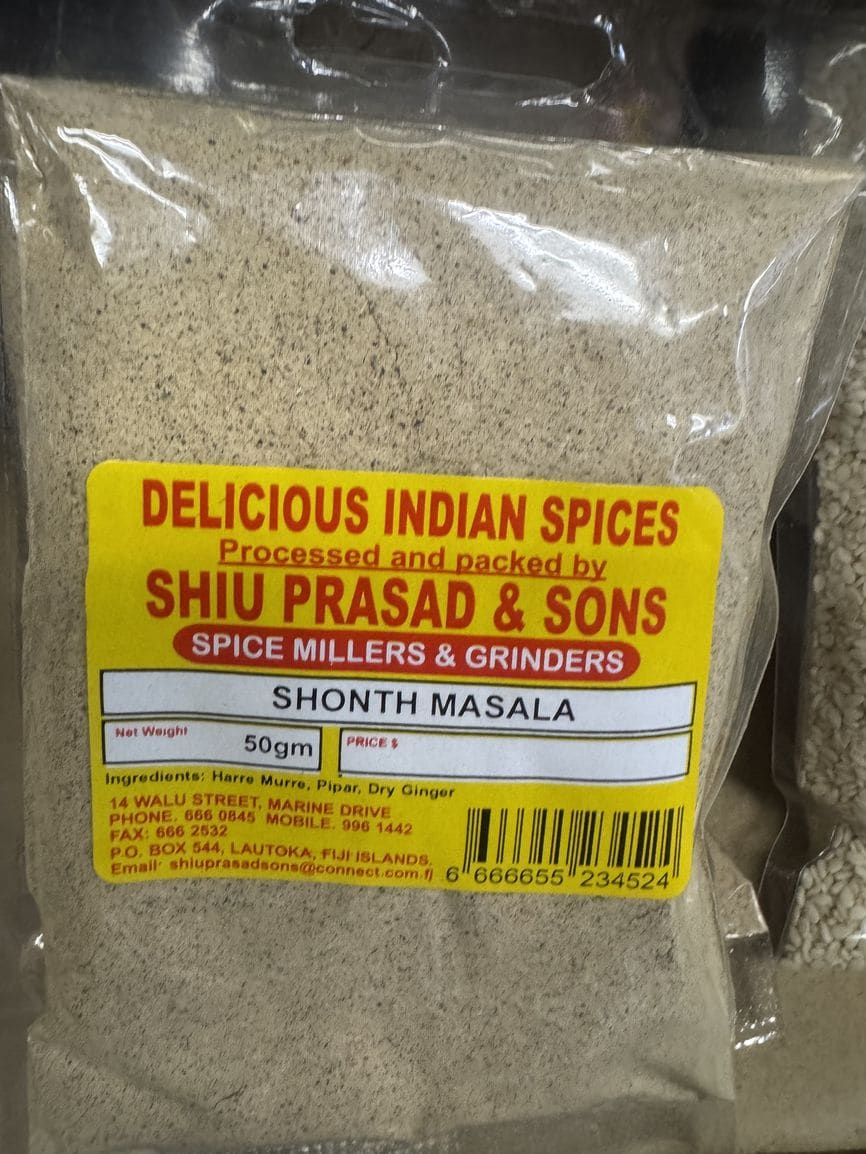 DELICIOUS INDIAN SPICES
Processed and packed by
SHIU PRASAD & SONS
SPICE MILLERS & GRINDERS
SHONTH MASALA
Net Weight
50gm
PRICE $
Ingredients: Harre Murre, Pipar, Dry Ginger
14 WALU STREET, MARINE DRIVE
PHONE. 666 0845 MOBILE. 996 1442
FAX: 666 2532
P.O. BOX 544, LAUTOKA, FIJI ISLANDS.
Email: shiuprasadsons@connect.com.fj
6 666655 234524